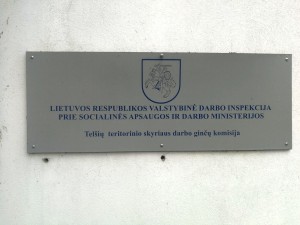 LIETUVOS RESPUBLIKOS VALSTYBINĖ DARBO INSPEKCIJA
PRIE SOCIALINĖS APSAUGOS IR DARBO MINISTERIJOS
Telšių teritorinio skyriaus darbo ginčų komisija